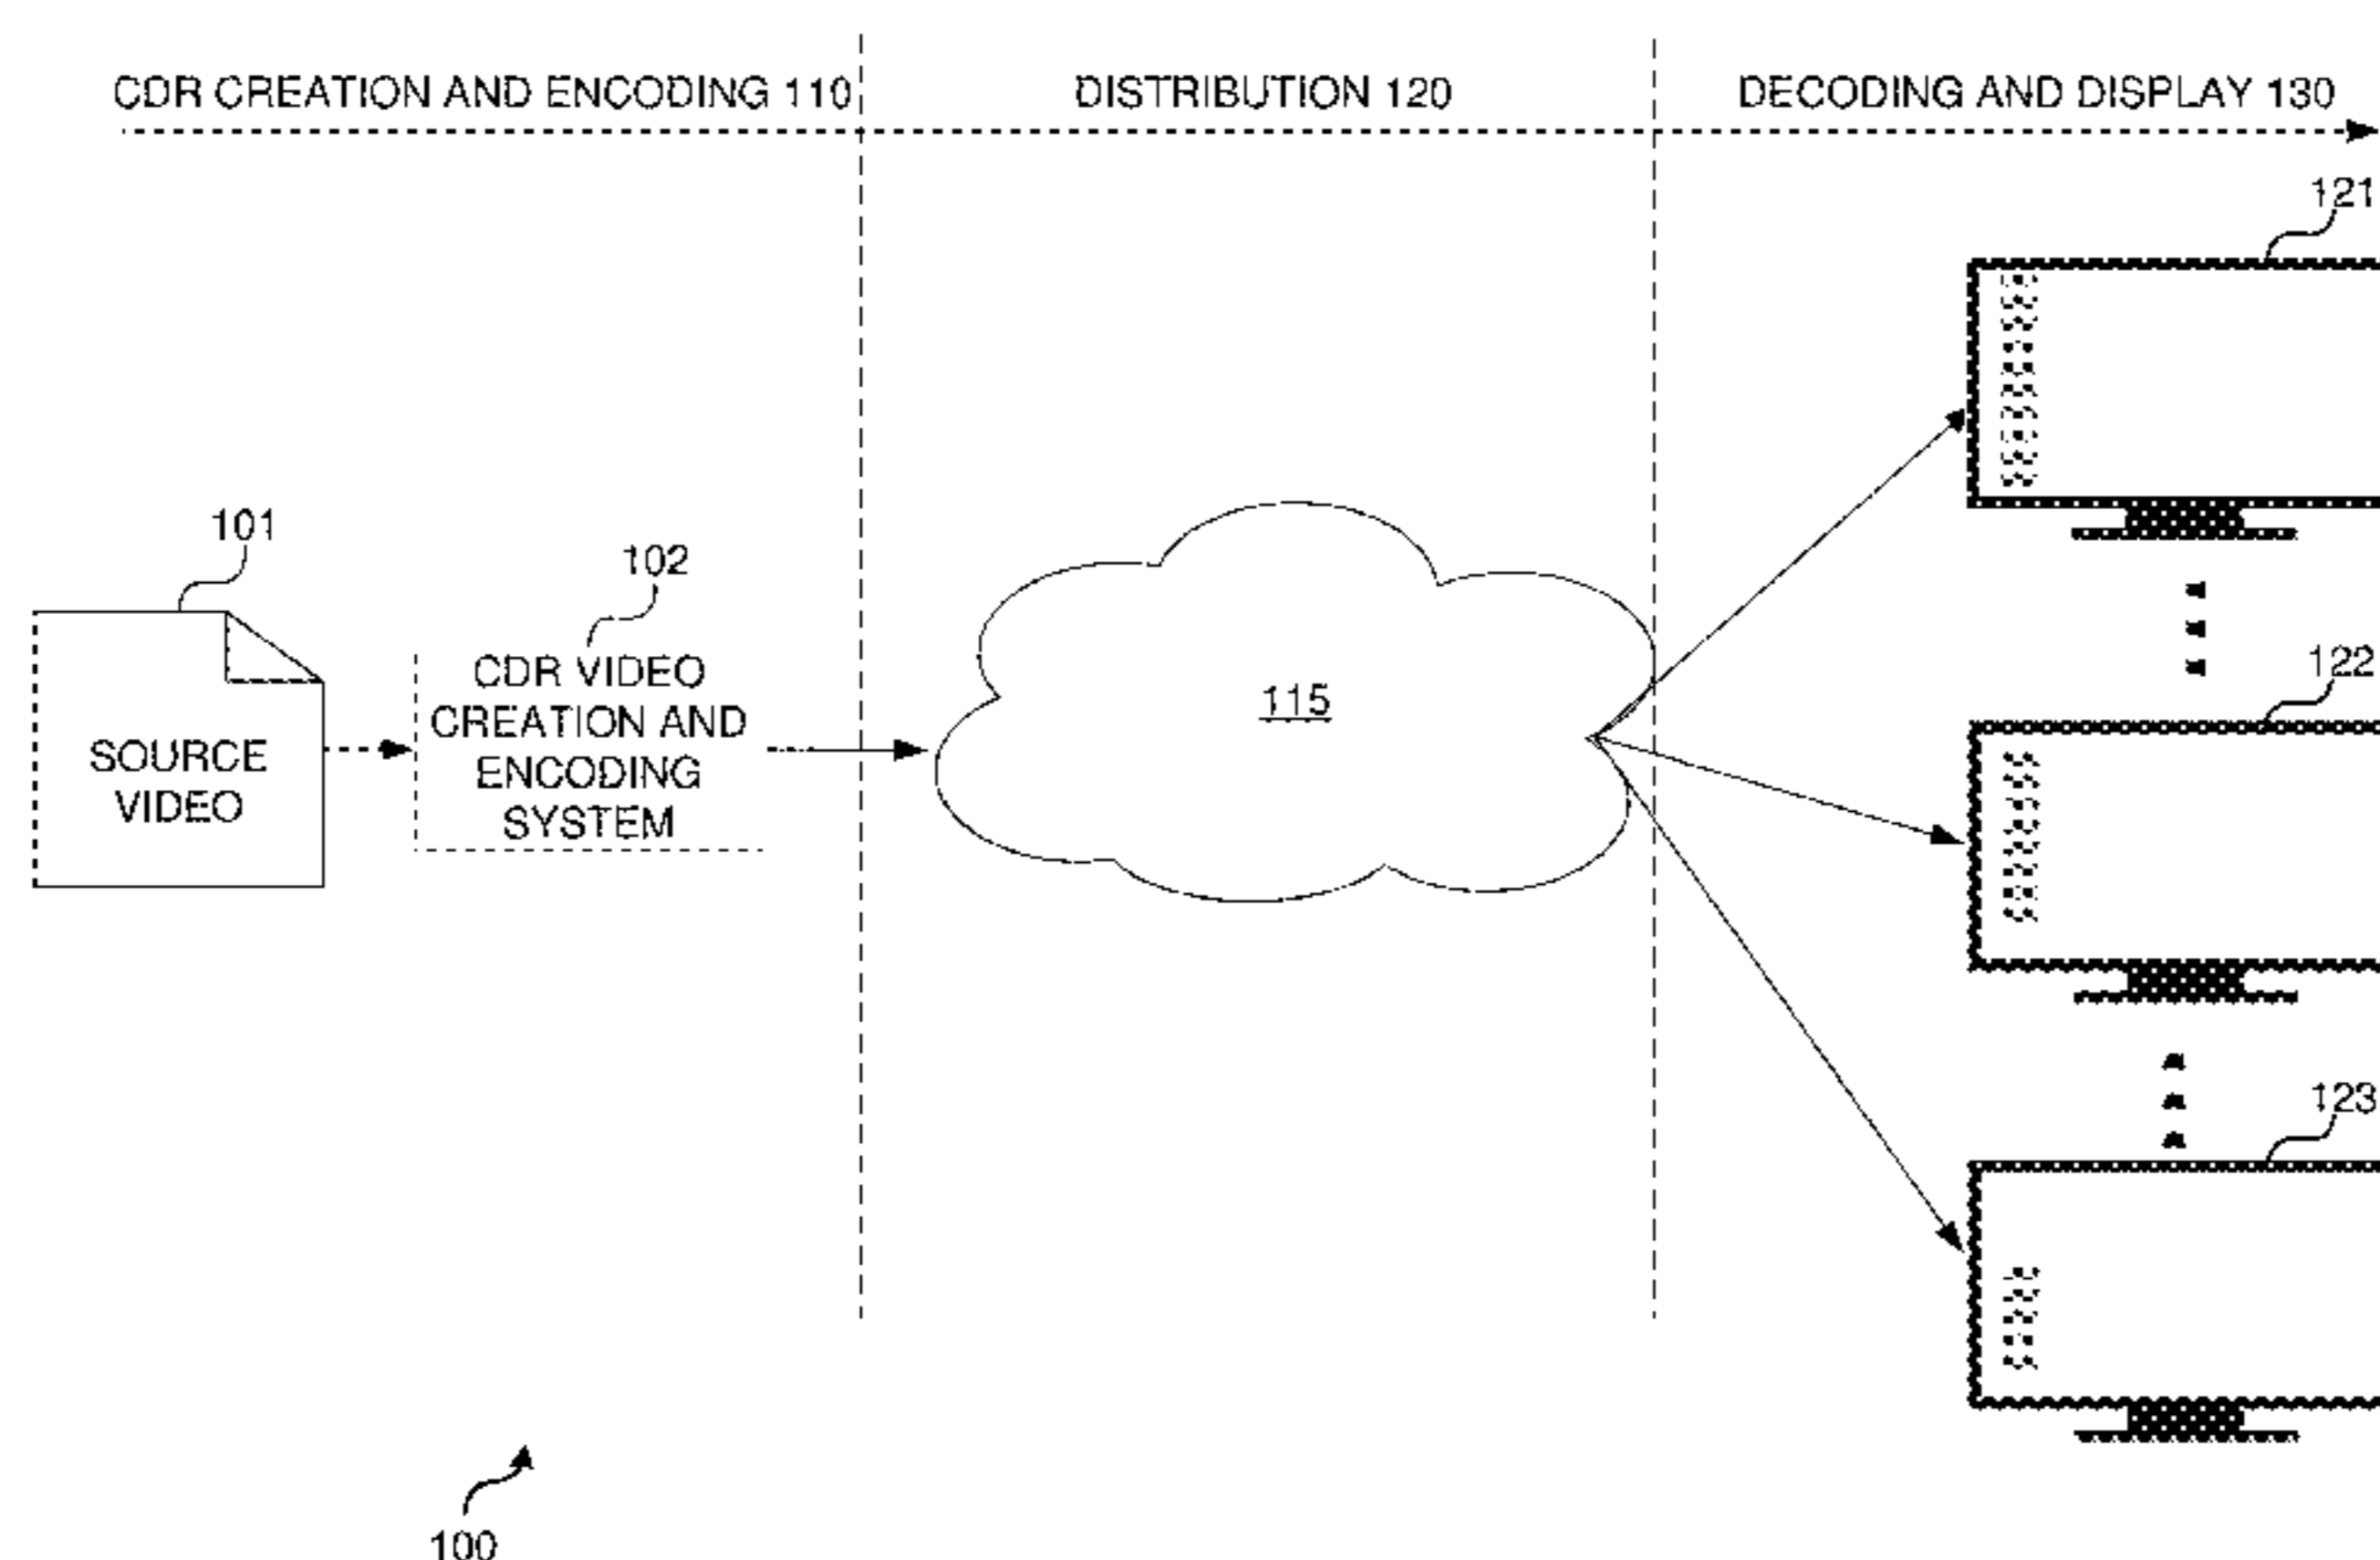 CDR CREATION AND ENCODING 110
DISTRIBUTION 120
DECODING AND DISPLAY 130
121
101
102
SOURCE
VIDEO
CDR VIDEO
CREATION AND
ENCODING
SYSTEM
115
122
123
100